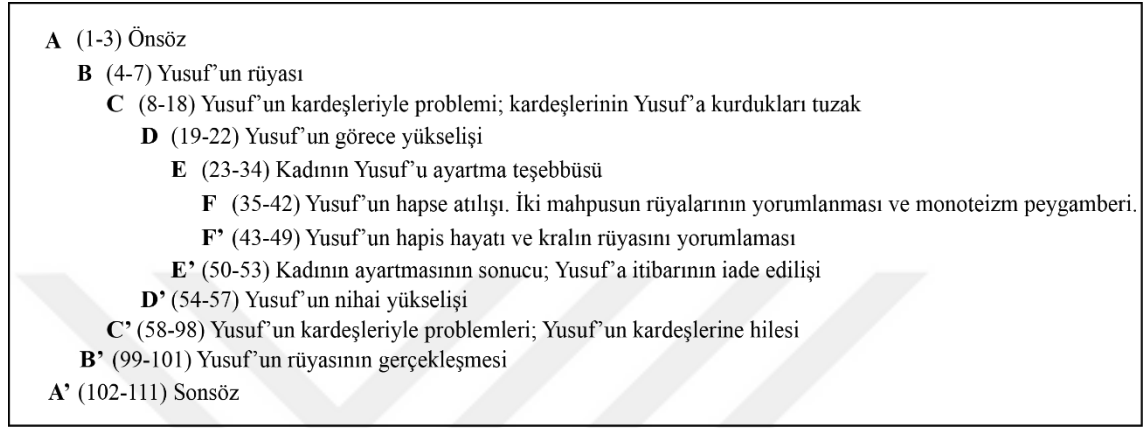 A (1-3) Önsöz
B (4-7) Yusuf’un rüyası
C (8-18) Yusuf’un kardeşleriyle problemi; kardeşlerinin Yusuf’a kurdukları tuzak
D (19-22) Yusuf’un görece yükselişi
E (23-34) Kadının Yusuf’u ayartma teşebbüsü
F (35-42) Yusuf’un hapse atılışı. İki mahpusun rüyalarının yorumlanması ve monoteizm peygamberi.
F’ (43-49) Yusuf’un hapis hayatı ve kralın rüyasını yorumlaması
E’ (50-53) Kadının ayartmasının sonucu; Yusuf’a itibarının iade edilişi
D’ (54-57) Yusuf’un nihai yükselişi
C’ (58-98) Yusuf’un kardeşleriyle problemleri; Yusuf’un kardeşlerine hilesi
B’ (99-101) Yusuf’un rüyasının gerçekleşmesi
A’ (102-111) Sonsöz